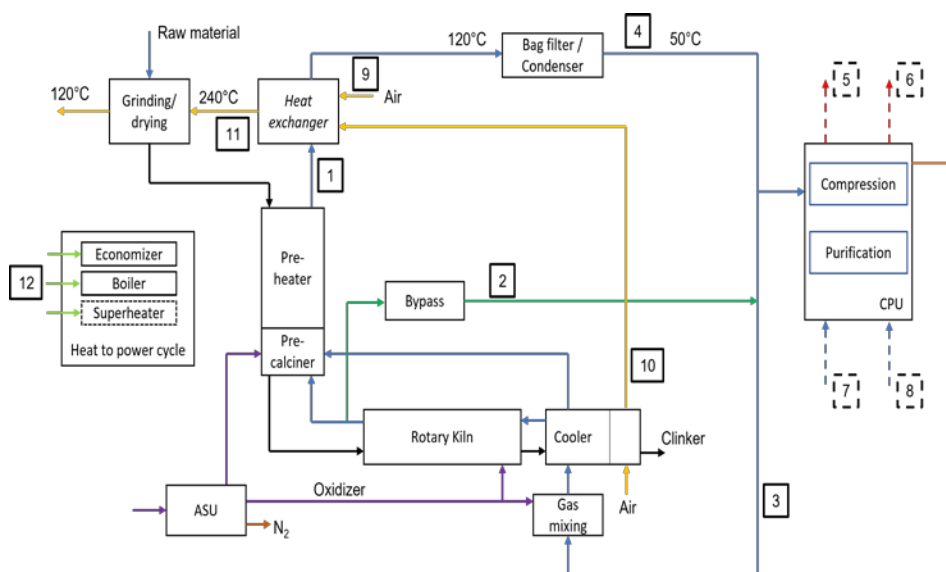 Raw material
120°C
Grinding/
drying
240°C
11
Heat
exchanger
9
Air
120°C
Bag filter /
Condenser
4
50°C
5
6
Compression
Purification
CPU
7
8
1
Pre-
heater
Pre-
calciner
12
Economizer
Boiler
Superheater
Heat to power cycle
Bypass
2
10
Rotary Kiln
Cooler
Clinker
ASU
Oxidizer
N2
Gas
mixing
Air
3